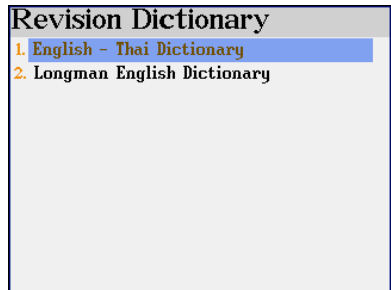 Revision Dictionary
1. English - Thai Dictionary
2. Longman English Dictionary